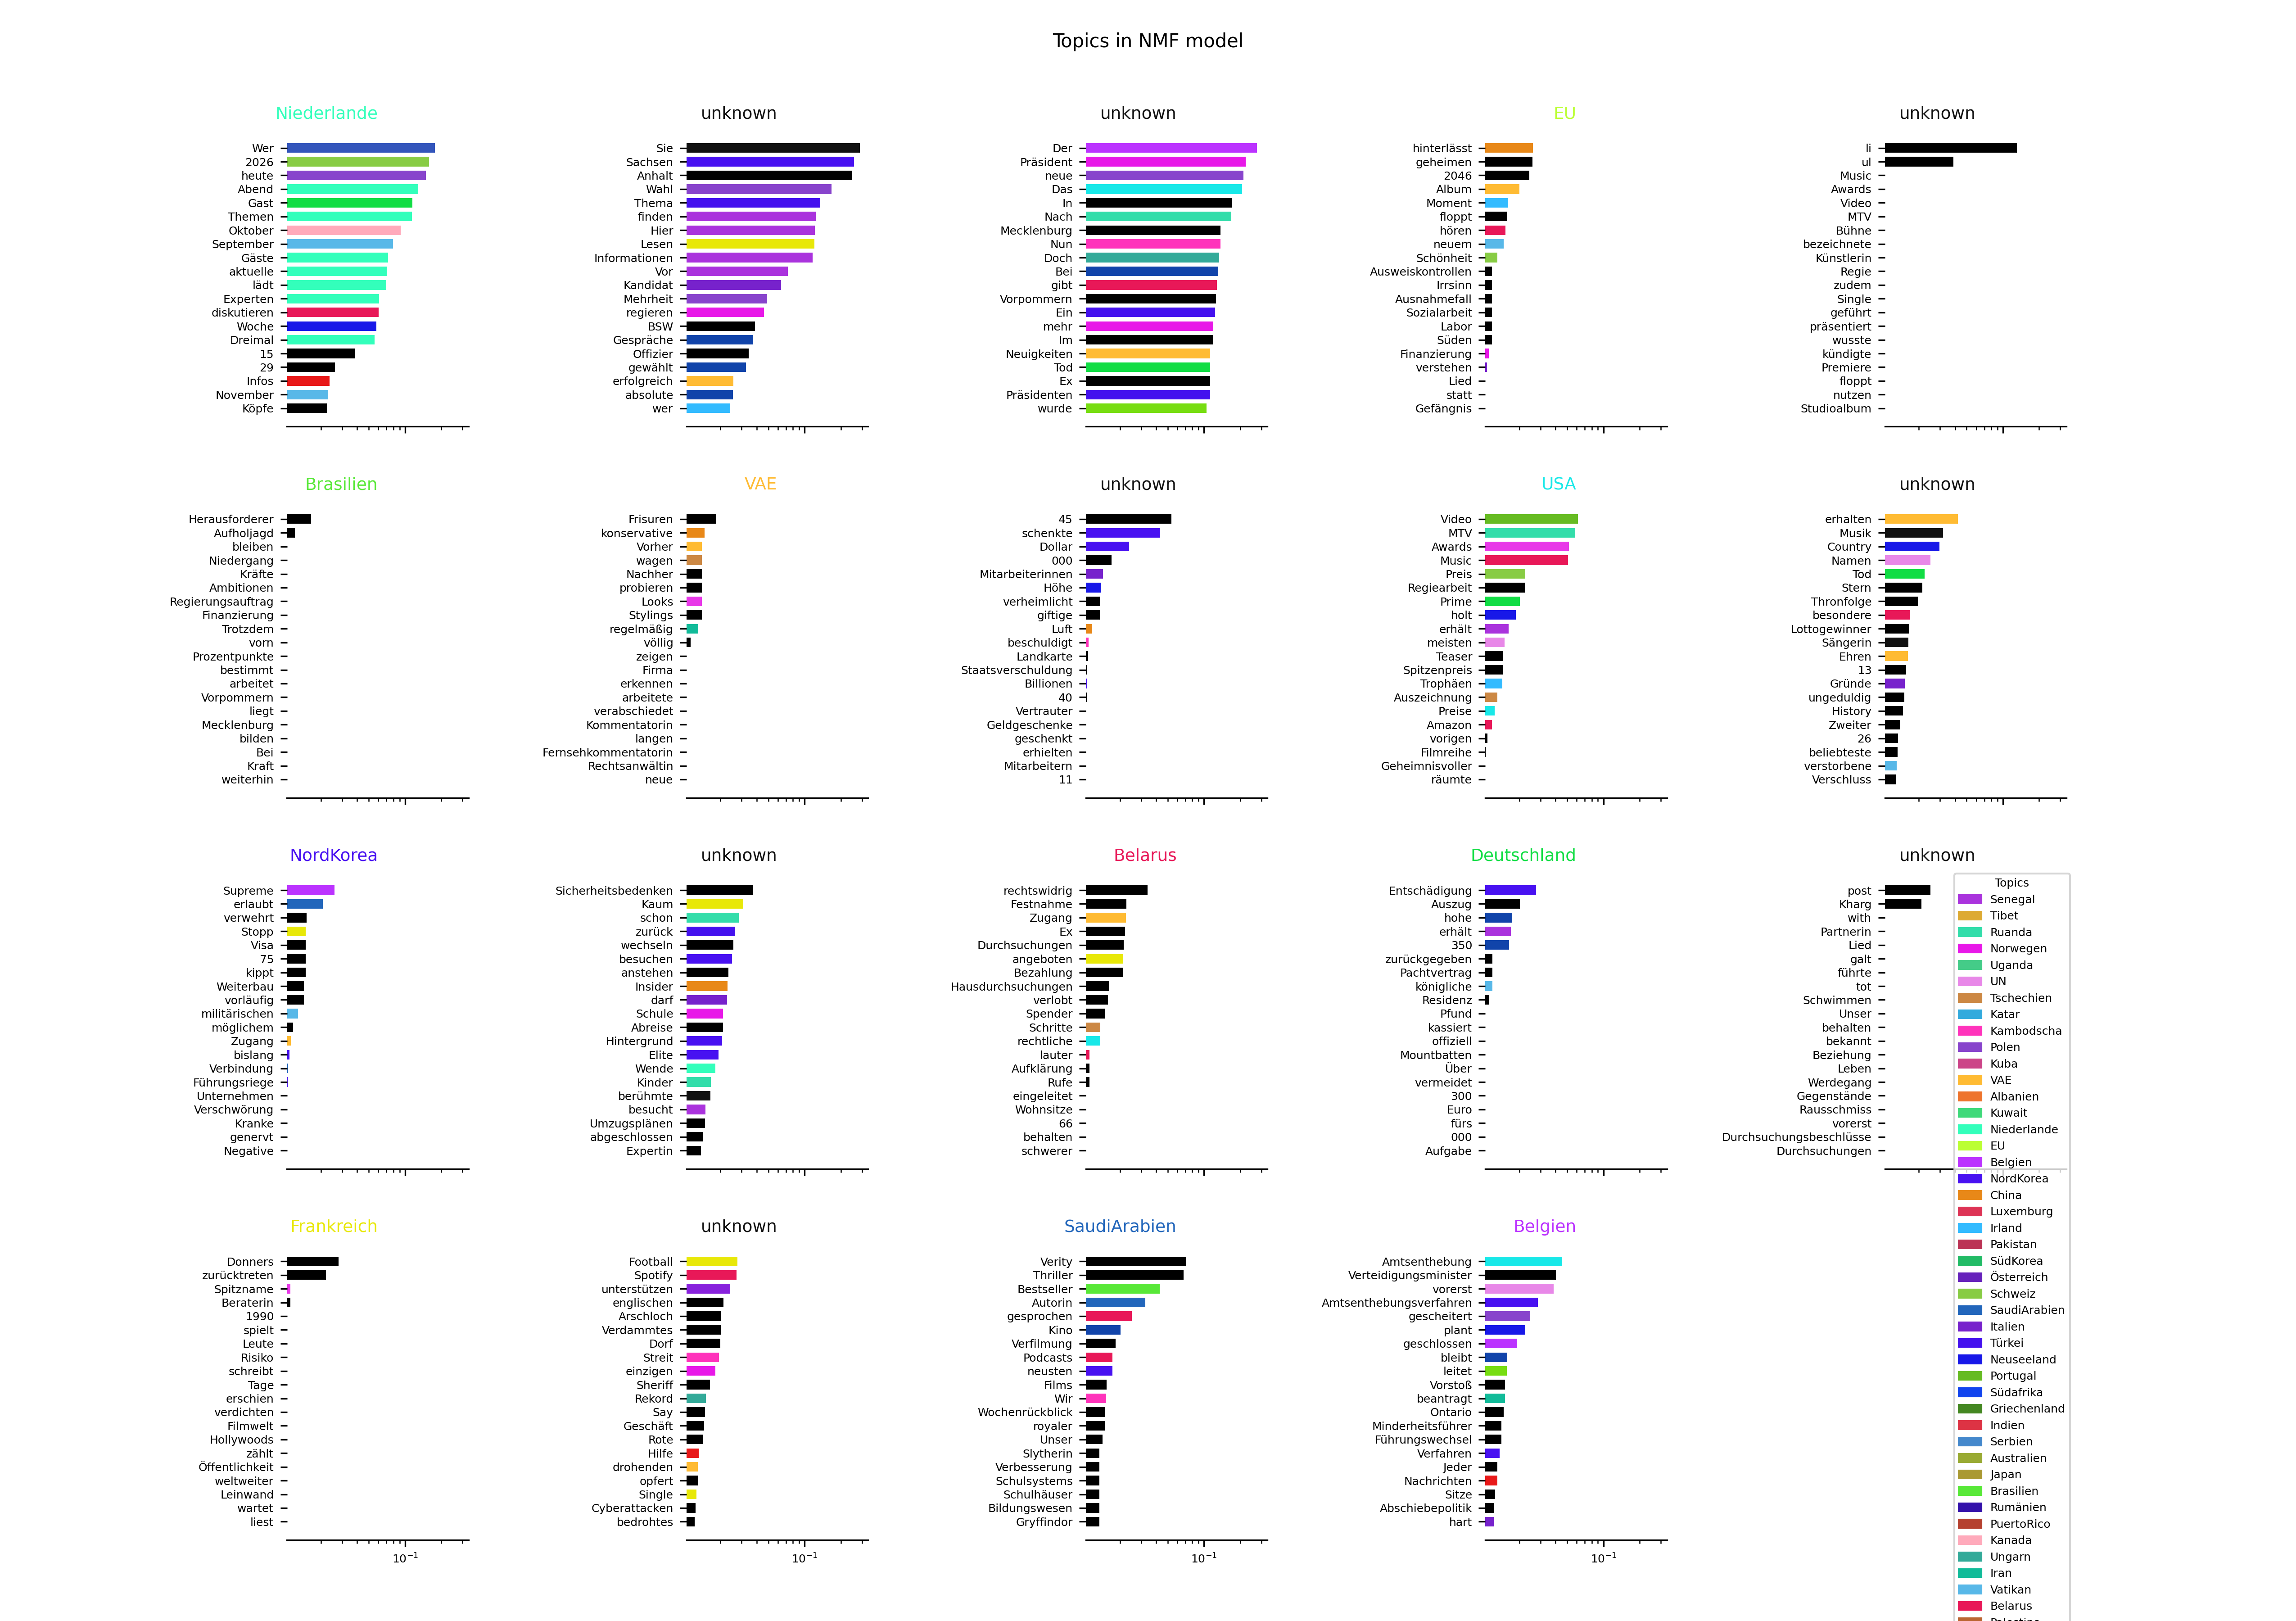 Topics in NMF model
Niederlande
Wer
2026
heute
Abend
Gast
Themen
Oktober
September
Gäste
aktuelle
lädt
Experten
diskutieren
Woche
Dreimal
15
29
Infos
November
Köpfe
unknown
Sie
Sachsen
Anhalt
Wahl
Thema
finden
Hier
Lesen
Informationen
Vor
Kandidat
Mehrheit
regieren
BSW
Gespräche
Offizier
gewählt
erfolgreich
absolute
wer
unknown
Der
Präsident
neue
Das
In
Nach
Mecklenburg
Nun
Doch
Bei
gibt
Vorpommern
Ein
mehr
Im
Neuigkeiten
Tod
Ex
Präsidenten
wurde
EU
hinterlässt
geheimen
2046
Album
Moment
floppt
hören
neuem
Schönheit
Ausweiskontrollen
Irrsinn
Ausnahmefall
Sozialarbeit
Labor
Süden
Finanzierung
verstehen
Lied
statt
Gefängnis
unknown
li
ul
Music
Awards
Video
MTV
Bühne
bezeichnete
Künstlerin
Regie
zudem
Single
geführt
präsentiert
wusste
kündigte
Premiere
floppt
nutzen
Studioalbum
Brasilien
Herausforderer
Aufholjagd
bleiben
Niedergang
Kräfte
Ambitionen
Regierungsauftrag
Finanzierung
Trotzdem
vorn
Prozentpunkte
bestimmt
arbeitet
Vorpommern
liegt
Mecklenburg
bilden
Bei
Kraft
weiterhin
VAE
Frisuren
konservative
Vorher
wagen
Nachher
probieren
Looks
Stylings
regelmäßig
völlig
zeigen
Firma
erkennen
arbeitete
verabschiedet
Kommentatorin
langen
Fernsehkommentatorin
Rechtsanwältin
neue
unknown
45
schenkte
Dollar
000
Mitarbeiterinnen
Höhe
verheimlicht
giftige
Luft
beschuldigt
Landkarte
Staatsverschuldung
Billionen
40
Vertrauter
Geldgeschenke
geschenkt
erhielten
Mitarbeitern
11
USA
Video
MTV
Awards
Music
Preis
Regiearbeit
Prime
holt
erhält
meisten
Teaser
Spitzenpreis
Trophäen
Auszeichnung
Preise
Amazon
vorigen
Filmreihe
Geheimnisvoller
räumte
unknown
erhalten
Musik
Country
Namen
Tod
Stern
Thronfolge
besondere
Lottogewinner
Sängerin
Ehren
13
Gründe
ungeduldig
History
Zweiter
26
beliebteste
verstorbene
Verschluss
NordKorea
Supreme
erlaubt
verwehrt
Stopp
Visa
75
kippt
Weiterbau
vorläufig
militärischen
möglichem
Zugang
bislang
Verbindung
Führungsriege
Unternehmen
Verschwörung
Kranke
genervt
Negative
unknown
Sicherheitsbedenken
Kaum
schon
zurück
wechseln
besuchen
anstehen
Insider
darf
Schule
Abreise
Hintergrund
Elite
Wende
Kinder
berühmte
besucht
Umzugsplänen
abgeschlossen
Expertin
Belarus
rechtswidrig
Festnahme
Zugang
Ex
Durchsuchungen
angeboten
Bezahlung
Hausdurchsuchungen
verlobt
Spender
Schritte
rechtliche
lauter
Aufklärung
Rufe
eingeleitet
Wohnsitze
66
behalten
schwerer
Deutschland
Entschädigung
Auszug
hohe
erhält
350
zurückgegeben
Pachtvertrag
königliche
Residenz
Pfund
kassiert
offiziell
Mountbatten
Über
vermeidet
300
Euro
fürs
000
Aufgabe
unknown
post
Kharg
with
Partnerin
Lied
galt
führte
tot
Schwimmen
Unser
behalten
bekannt
Beziehung
Leben
Werdegang
Gegenstände
Rausschmiss
vorerst
Durchsuchungsbeschlüsse
Durchsuchungen
Frankreich
Donners
zurücktreten
Spitzname
Beraterin
1990
spielt
Leute
Risiko
schreibt
Tage
erschien
verdichten
Filmwelt
Hollywoods
zählt
Öffentlichkeit
weltweiter
Leinwand
wartet
liest
10⁻¹
unknown
Football
Spotify
unterstützen
englischen
Arschloch
Verdammtes
Dorf
Streit
einzigen
Sheriff
Rekord
Say
Geschäft
Rote
Hilfe
drohenden
opfert
Single
Cyberattacken
bedrohtes
10⁻¹
SaudiArabien
Verity
Thriller
Bestseller
Autorin
gesprochen
Kino
Verfilmung
Podcasts
neusten
Films
Wir
Wochenrückblick
royaler
Unser
Slytherin
Verbesserung
Schulsystems
Schulhäuser
Bildungswesen
Gryffindor
10⁻¹
Belgien
Amtsenthebung
Verteidigungsminister
vorerst
Amtsenthebungsverfahren
gescheitert
plant
geschlossen
bleibt
leitet
Vorstoß
beantragt
Ontario
Minderheitsführer
Führungswechsel
Verfahren
Jeder
Nachrichten
Sitze
Abschiebepolitik
hart
10⁻¹
Topics
Senegal
Tibet
Ruanda
Norwegen
Uganda
UN
Tschechien
Katar
Kambodscha
Polen
Kuba
VAE
Albanien
Kuwait
Niederlande
EU
Belgien
NordKorea
China
Luxemburg
Irland
Pakistan
SüdKorea
Österreich
Schweiz
SaudiArabien
Italien
Türkei
Neuseeland
Portugal
Südafrika
Griechenland
Indien
Serbien
Australien
Japan
Brasilien
Rumänien
PuertoRico
Kanada
Ungarn
Iran
Vatikan
Belarus